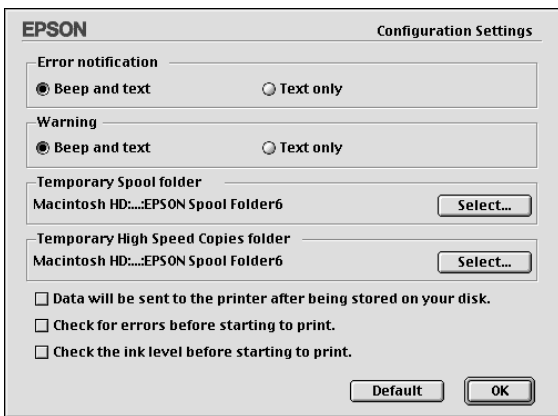 EPSON Configuration Settings
Error notification
Beep and text Text only
Warning
Beep and text Text only
Temporary Spool folder
Macintosh HD:...:EPSON Spool Folder6 Select...
Temporary High Speed Copies folder
Macintosh HD:...:EPSON Spool Folder6 Select...
Data will be sent to the printer after being stored on your disk.
Check for errors before starting to print.
Check the ink level before starting to print.
Default OK